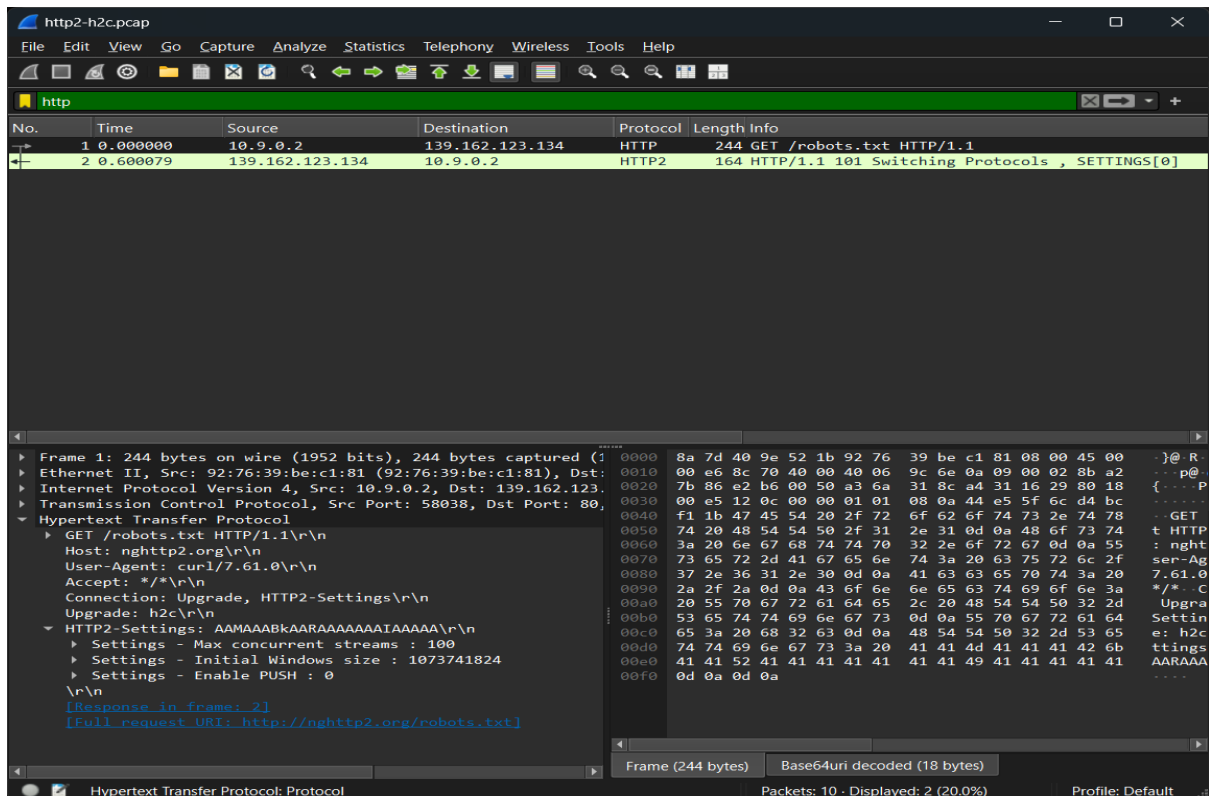 http2-h2c.pcap
File Edit View Go Capture Analyze Statistics Telephony Wireless Tools Help
http
No. Time Source Destination Protocol Length Info
1 0.000000 10.9.0.2 139.162.123.134 HTTP 244 GET /robots.txt HTTP/1.1
2 0.600079 139.162.123.134 10.9.0.2 HTTP2 164 HTTP/1.1 101 Switching Protocols , SETTINGS[0]
Frame 1: 244 bytes on wire (1952 bits), 244 bytes captured (1
Ethernet II, Src: 92:76:39:be:c1:81 (92:76:39:be:c1:81), Dst:
Internet Protocol Version 4, Src: 10.9.0.2, Dst: 139.162.123.
Transmission Control Protocol, Src Port: 58038, Dst Port: 80,
Hypertext Transfer Protocol
GET /robots.txt HTTP/1.1\r\n
Host: nghttp2.org\r\n
User-Agent: curl/7.61.0\r\n
Accept: */*\r\n
Connection: Upgrade, HTTP2-Settings\r\n
Upgrade: h2c\r\n
HTTP2-Settings: AAMAAABkAARAAAAAAAIAAAAA\r\n
Settings - Max concurrent streams : 100
Settings - Initial Windows size : 1073741824
Settings - Enable PUSH : 0
\r\n
[Response in frame: 2]
[Full request URI: http://nghttp2.org/robots.txt]
0000 8a 7d 40 9e 52 1b 92 76 39 be c1 81 08 00 45 00 ·}@·R·
0010 00 e6 8c 70 40 00 40 06 9c 6e 0a 09 00 02 8b a2 ···p@·
0020 7b 86 e2 b6 00 50 a3 6a 31 8c a4 31 16 29 80 18 {····P
0030 00 e5 12 0c 00 00 01 01 08 0a 44 e5 5f 6c d4 bc ······
0040 f1 1b 47 45 54 20 2f 72 6f 62 6f 74 73 2e 74 78 ··GET
0050 74 20 48 54 54 50 2f 31 2e 31 0d 0a 48 6f 73 74 t HTTP
0060 3a 20 6e 67 68 74 74 70 32 2e 6f 72 67 0d 0a 55 : nght
0070 73 65 72 2d 41 67 65 6e 74 3a 20 63 75 72 6c 2f ser-Ag
0080 37 2e 36 31 2e 30 0d 0a 41 63 63 65 70 74 3a 20 7.61.0
0090 2a 2f 2a 0d 0a 43 6f 6e 6e 65 63 74 69 6f 6e 3a */*··C
00a0 20 55 70 67 72 61 64 65 2c 20 48 54 54 50 32 2d Upgra
00b0 53 65 74 74 69 6e 67 73 0d 0a 55 70 67 72 61 64 Settin
00c0 65 3a 20 68 32 63 0d 0a 48 54 54 50 32 2d 53 65 e: h2c
00d0 74 74 69 6e 67 73 3a 20 41 41 4d 41 41 41 42 6b ttings
00e0 41 41 52 41 41 41 41 41 41 41 49 41 41 41 41 41 AARAAA
00f0 0d 0a 0d 0a ····
Frame (244 bytes) Base64uri decoded (18 bytes)
Hypertext Transfer Protocol: Protocol Packets: 10 · Displayed: 2 (20.0%) Profile: Default